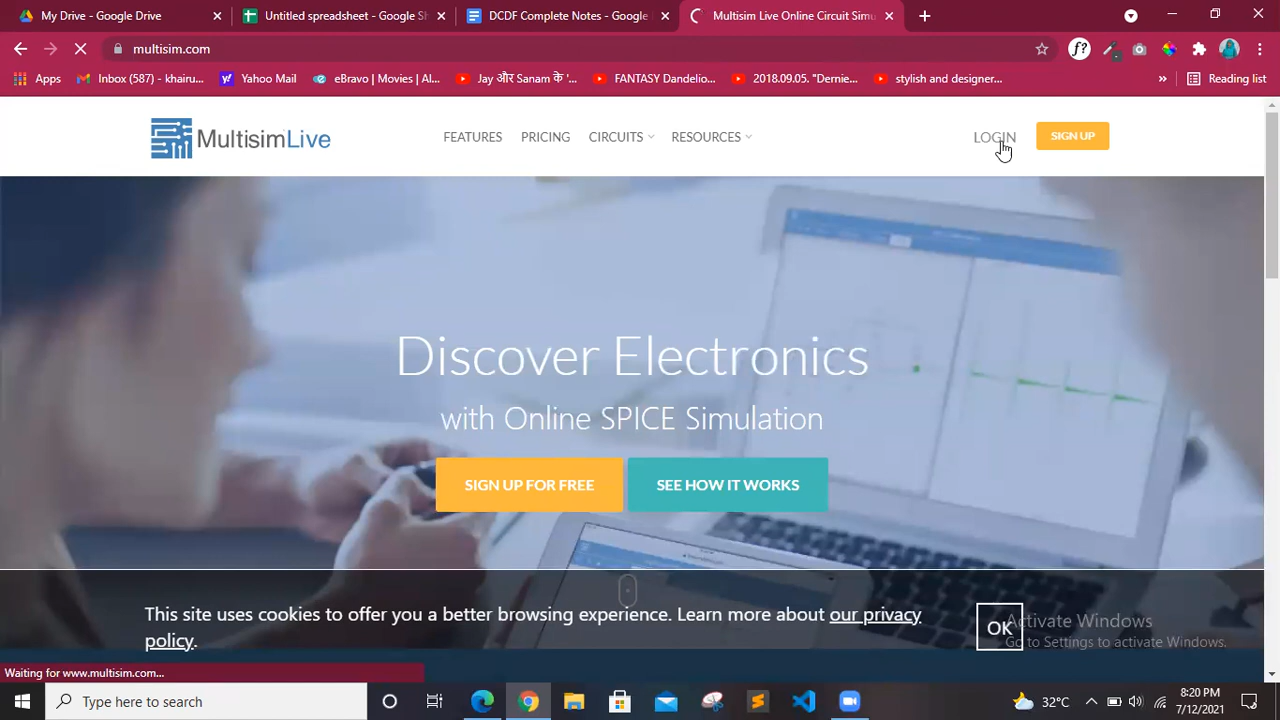 My Drive - Google Drive
Untitled spreadsheet - Google Sh
DCDF Complete Notes - Google
Multisim Live Online Circuit Simu
multisim.com
f?
Apps
Inbox (587) - khairu...
Yahoo Mail
eBravo | Movies | Al...
Jay और Sanam के '...
FANTASY Dandelio...
2018.09.05. "Dernie...
stylish and designer...
»
Reading list
MultisimLive
FEATURES
PRICING
CIRCUITS
RESOURCES
LOGIN
SIGN UP
Discover Electronics
with Online SPICE Simulation
SIGN UP FOR FREE
SEE HOW IT WORKS
This site uses cookies to offer you a better browsing experience. Learn more about our privacy
policy.
OK
Activate Windows
Go to Settings to activate Windows.
Waiting for www.multisim.com...
Type here to search
32°C
8:20 PM
7/12/2021